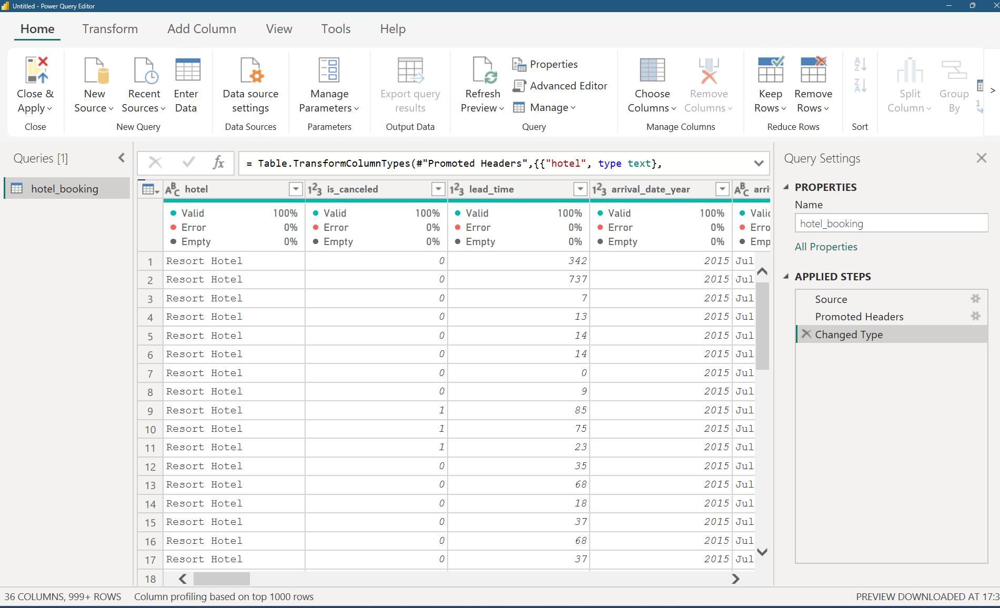 Untitled - Power Query Editor
Home Transform Add Column View Tools Help
Close & Apply
Close
New Source
Recent Sources
Enter Data
New Query
Data source settings
Data Sources
Manage Parameters
Parameters
Export query results
Output Data
Refresh Preview
Properties
Advanced Editor
Manage
Query
Choose Columns
Remove Columns
Manage Columns
Keep Rows
Remove Rows
Reduce Rows
Sort
Split Column
Group By
Queries [1]
hotel_booking
fx
= Table.TransformColumnTypes(#"Promoted Headers",{{"hotel", type text},
ABC hotel 123 is_canceled 123 lead_time 123 arrival_date_year ABC arri
Valid 100% Valid 100% Valid 100% Valid 100% Valid
Error 0% Error 0% Error 0% Error 0% Erro
Empty 0% Empty 0% Empty 0% Empty 0% Emp
1 Resort Hotel 0 342 2015 Jul
2 Resort Hotel 0 737 2015 Jul
3 Resort Hotel 0 7 2015 Jul
4 Resort Hotel 0 13 2015 Jul
5 Resort Hotel 0 14 2015 Jul
6 Resort Hotel 0 14 2015 Jul
7 Resort Hotel 0 0 2015 Jul
8 Resort Hotel 0 9 2015 Jul
9 Resort Hotel 1 85 2015 Jul
10 Resort Hotel 1 75 2015 Jul
11 Resort Hotel 1 23 2015 Jul
12 Resort Hotel 0 35 2015 Jul
13 Resort Hotel 0 68 2015 Jul
14 Resort Hotel 0 18 2015 Jul
15 Resort Hotel 0 37 2015 Jul
16 Resort Hotel 0 68 2015 Jul
17 Resort Hotel 0 37 2015 Jul
18
Query Settings
PROPERTIES
Name
hotel_booking
All Properties
APPLIED STEPS
Source
Promoted Headers
Changed Type
36 COLUMNS, 999+ ROWS Column profiling based on top 1000 rows
PREVIEW DOWNLOADED AT 17:3